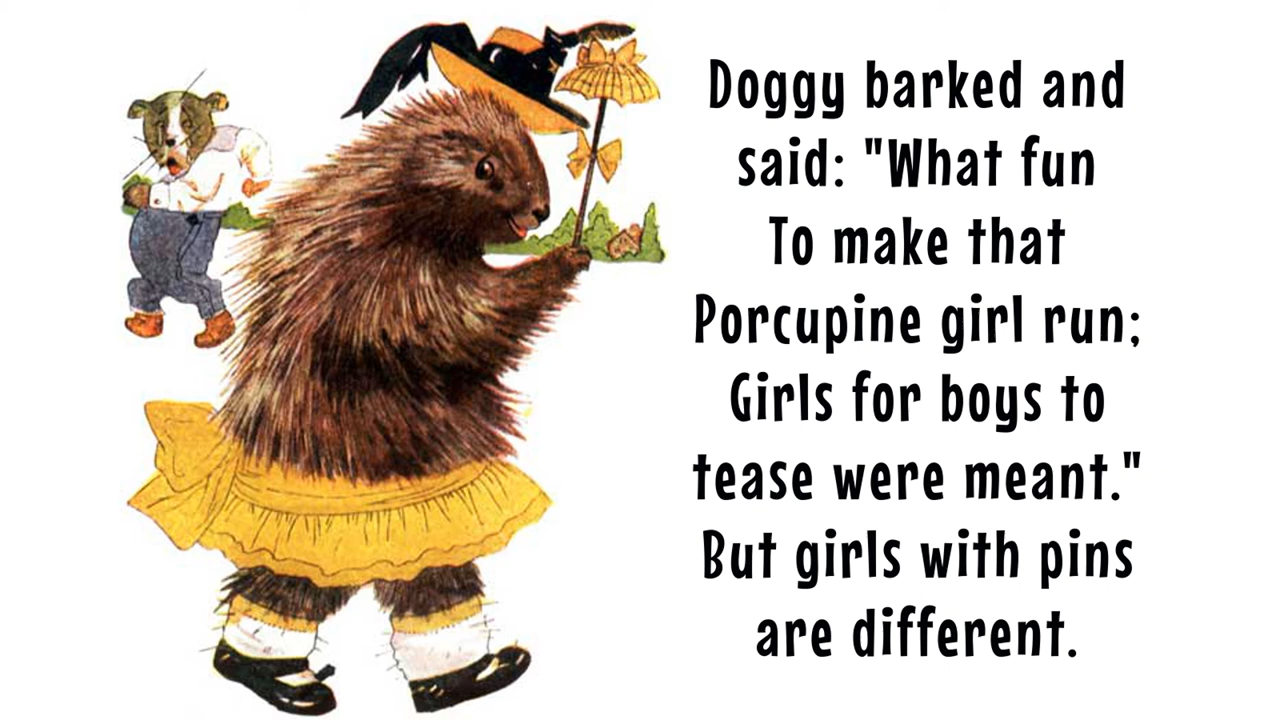 Doggy barked and
said: "What fun
To make that
Porcupine girl run;
Girls for boys to
tease were meant."
But girls with pins
are different.